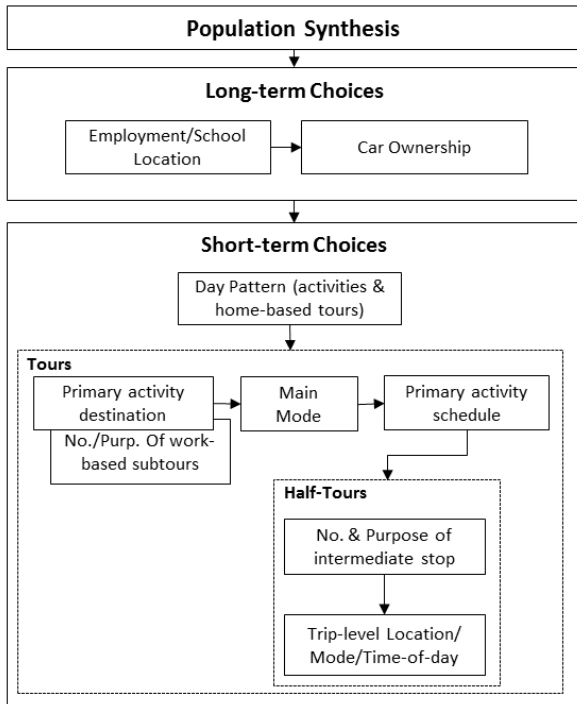 Population Synthesis
Long-term Choices
Employment/School
Location
Car Ownership
Short-term Choices
Day Pattern (activities &
home-based tours)
Tours
Primary activity
destination
No./Purp. Of work-
based subtours
Main
Mode
Primary activity
schedule
Half-Tours
No. & Purpose of
intermediate stop
Trip-level Location/
Mode/Time-of-day